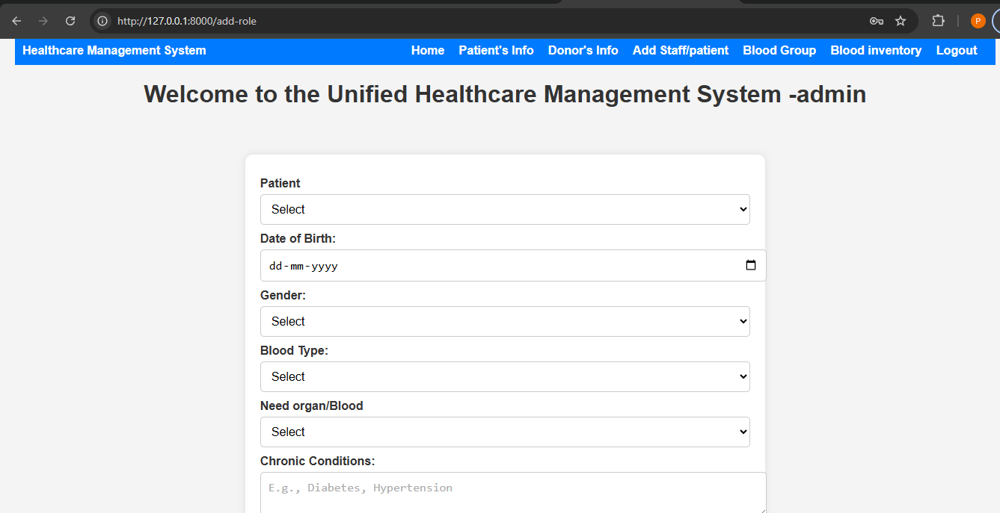 http://127.0.0.1:8000/add-role
P
Healthcare Management System Home Patient's Info Donor's Info Add Staff/patient Blood Group Blood inventory Logout
Welcome to the Unified Healthcare Management System -admin
Patient
Select
Date of Birth:
dd-mm-yyyy
Gender:
Select
Blood Type:
Select
Need organ/Blood
Select
Chronic Conditions:
E.g., Diabetes, Hypertension